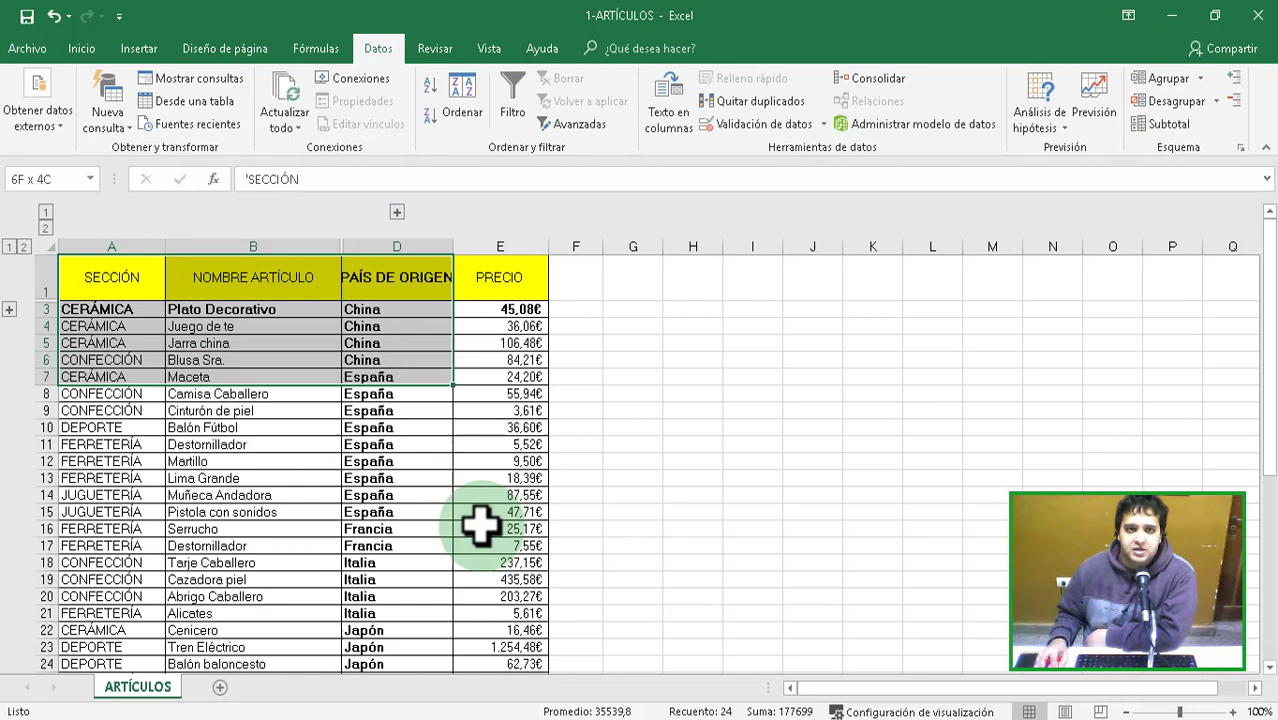 1-ARTÍCULOS - Excel
Archivo Inicio Insertar Diseño de página Fórmulas Datos Revisar Vista Ayuda ¿Qué desea hacer? Compartir
Obtener datos externos
Nueva consulta
Mostrar consultas
Desde una tabla
Fuentes recientes
Obtener y transformar
Actualizar todo
Conexiones
Propiedades
Editar vínculos
Conexiones
Ordenar
Filtro
Borrar
Volver a aplicar
Avanzadas
Ordenar y filtrar
Texto en columnas
Relleno rápido
Quitar duplicados
Validación de datos
Consolidar
Relaciones
Administrar modelo de datos
Herramientas de datos
Análisis de hipótesis
Previsión
Previsión
Agrupar
Desagrupar
Subtotal
Esquema
6F x 4C 'SECCIÓN
1
2
1 2 A B D E F G H I J K L M N O P Q
1 SECCIÓN NOMBRE ARTÍCULO PAÍS DE ORIGEN PRECIO
3 CERÁMICA Plato Decorativo China 45,08€
4 CERÁMICA Juego de te China 36,06€
5 CERÁMICA Jarra china China 106,48€
6 CONFECCIÓN Blusa Sra. China 84,21€
7 CERÁMICA Maceta España 24,20€
8 CONFECCIÓN Camisa Caballero España 55,94€
9 CONFECCIÓN Cinturón de piel España 3,61€
10 DEPORTE Balón Fútbol España 36,60€
11 FERRETERÍA Destornillador España 5,52€
12 FERRETERÍA Martillo España 9,50€
13 FERRETERÍA Lima Grande España 18,39€
14 JUGUETERÍA Muñeca Andadora España 87,55€
15 JUGUETERÍA Pistola con sonidos España 47,71€
16 FERRETERÍA Serrucho Francia 25,17€
17 FERRETERÍA Destornillador Francia 7,55€
18 CONFECCIÓN Tarje Caballero Italia 237,15€
19 CONFECCIÓN Cazadora piel Italia 435,58€
20 CONFECCIÓN Abrigo Caballero Italia 203,27€
21 FERRETERÍA Alicates Italia 5,61€
22 CERÁMICA Cenicero Japón 16,46€
23 DEPORTE Tren Eléctrico Japón 1.254,48€
24 DEPORTE Balón baloncesto Japón 62,73€
ARTÍCULOS
Listo Promedio: 35539,8 Recuento: 24 Suma: 177699 Configuración de visualización 100%